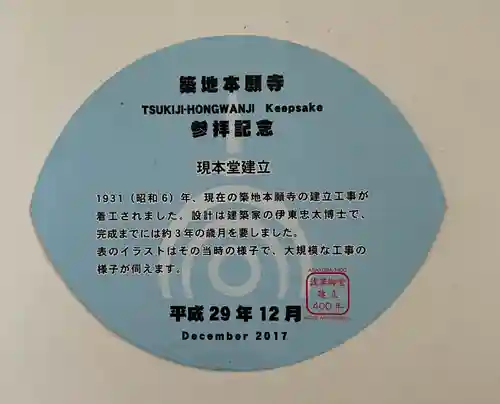 築地本願寺
TSUKIJI-HONGWANJI Keepsake
参拝記念
現本堂建立
1931（昭和6）年、現在の築地本願寺の建立工事が
着工されました。設計は建築家の伊東忠太博士で、
完成までには約3年の歳月を要しました。
表のイラストはその当時の様子で、大規模な工事の
様子が伺えます。
建立
400年
平成29年12月
December 2017